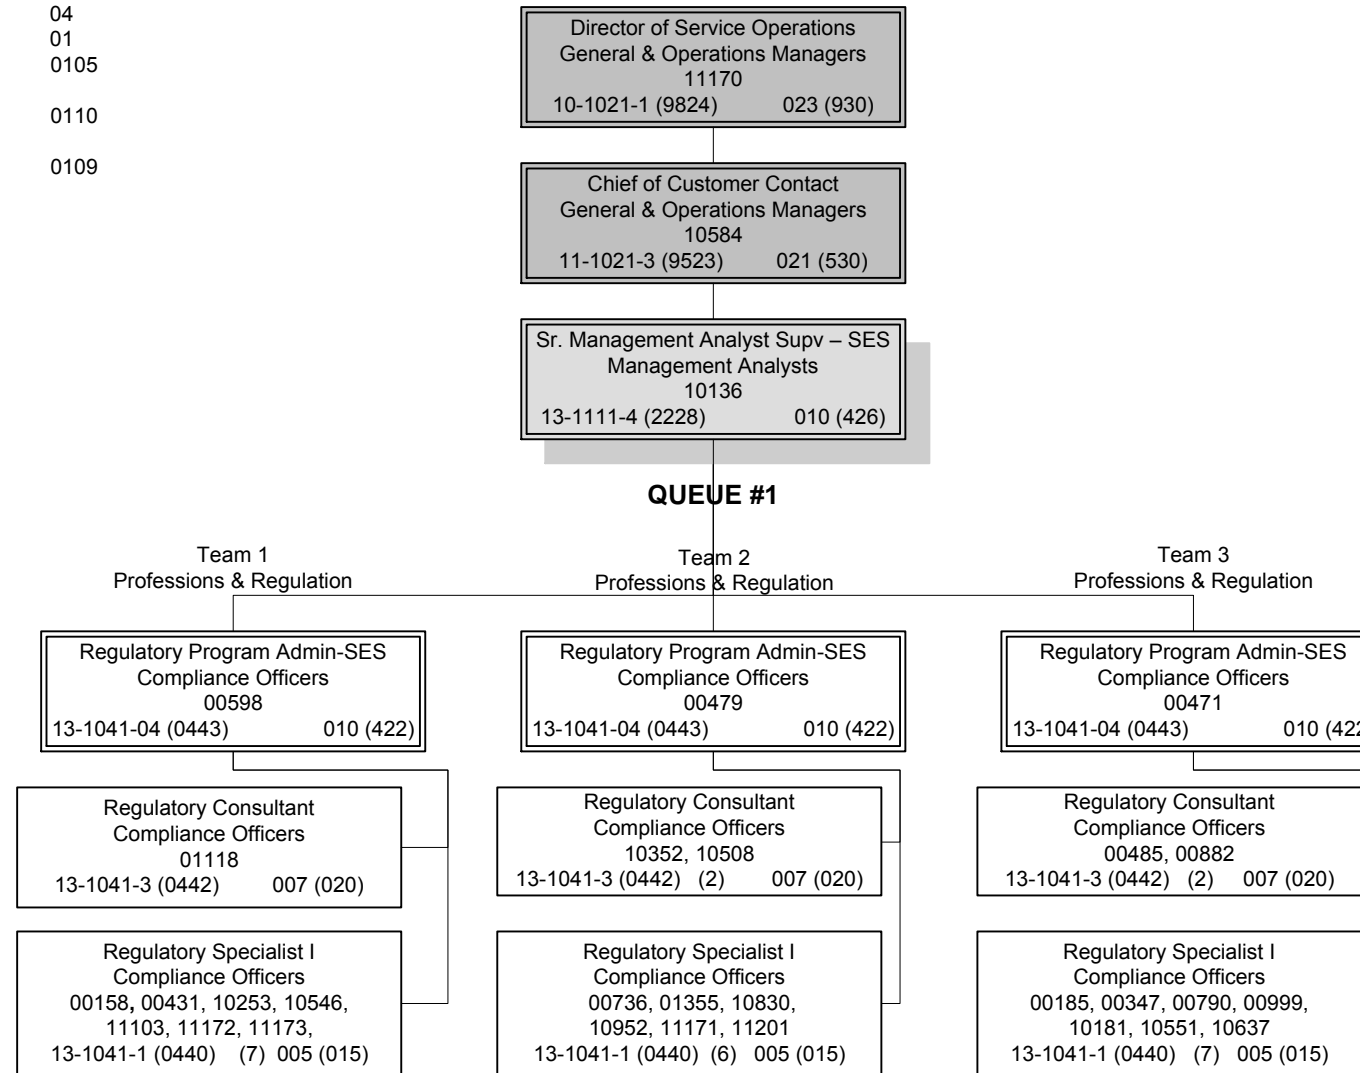 04
01
0105
0110
0109
Director of Service Operations
General & Operations Managers
11170
10-1021-1 (9824) 023 (930)
Chief of Customer Contact
General & Operations Managers
10584
11-1021-3 (9523) 021 (530)
Sr. Management Analyst Supv – SES
Management Analysts
10136
13-1111-4 (2228) 010 (426)
QUEUE #1
Team 1
Professions & Regulation
Team 2
Professions & Regulation
Team 3
Professions & Regulation
Regulatory Program Admin-SES
Compliance Officers
00598
13-1041-04 (0443) 010 (422)
Regulatory Program Admin-SES
Compliance Officers
00479
13-1041-04 (0443) 010 (422)
Regulatory Program Admin-SES
Compliance Officers
00471
13-1041-04 (0443) 010 (422
Regulatory Consultant
Compliance Officers
01118
13-1041-3 (0442) 007 (020)
Regulatory Consultant
Compliance Officers
10352, 10508
13-1041-3 (0442) (2) 007 (020)
Regulatory Consultant
Compliance Officers
00485, 00882
13-1041-3 (0442) (2) 007 (020)
Regulatory Specialist I
Compliance Officers
00158, 00431, 10253, 10546,
11103, 11172, 11173,
13-1041-1 (0440) (7) 005 (015)
Regulatory Specialist I
Compliance Officers
00736, 01355, 10830,
10952, 11171, 11201
13-1041-1 (0440) (6) 005 (015)
Regulatory Specialist I
Compliance Officers
00185, 00347, 00790, 00999,
10181, 10551, 10637
13-1041-1 (0440) (7) 005 (015)